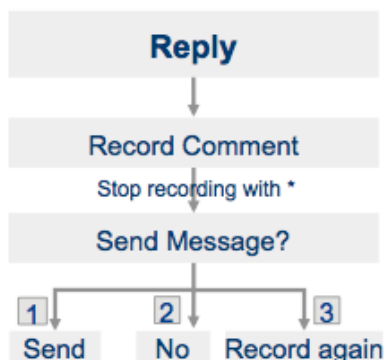 Reply
Record Comment
Stop recording with *
Send Message?
1 2 3
Send No Record again